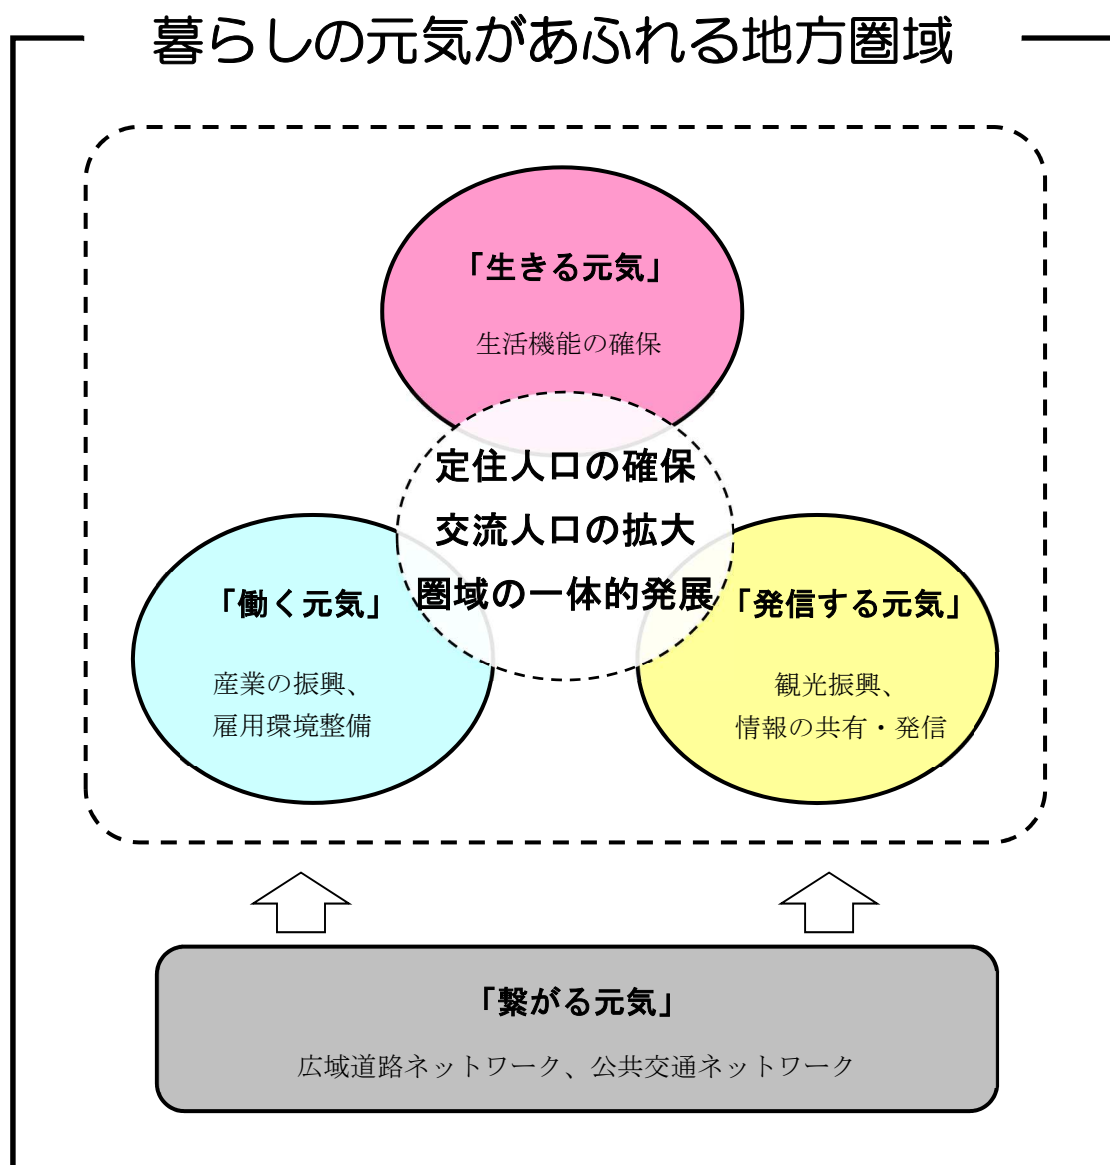 暮らしの元気があふれる地方圏域
「生きる元気」
生活機能の確保
定住人口の確保
交流人口の拡大
圏域の一体的発展
「働く元気」
産業の振興、
雇用環境整備
「発信する元気」
観光振興、
情報の共有・発信
「繋がる元気」
広域道路ネットワーク、公共交通ネットワーク